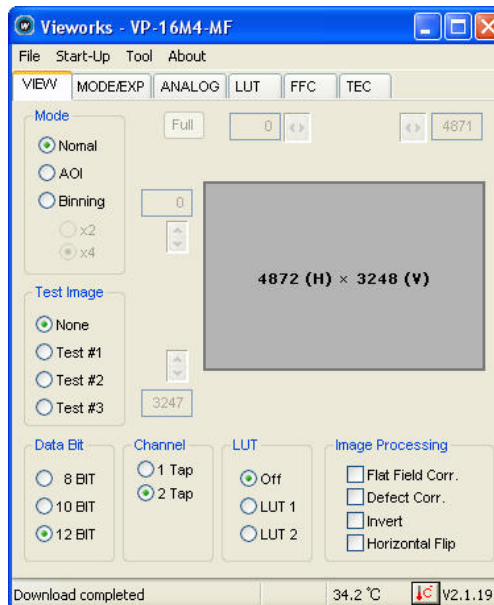 Vieworks - VP-16M4-MF
File Start-Up Tool About
VIEW MODE/EXP ANALOG LUT FFC TEC
Mode
Full 0 4871
Nomal
AOI
Binning 0
x2
x4
4872 (H) × 3248 (V)
Test Image
None
Test #1
Test #2
Test #3 3247
Data Bit Channel LUT Image Processing
8 BIT 1 Tap Off Flat Field Corr.
10 BIT 2 Tap LUT 1 Defect Corr.
12 BIT LUT 2 Invert
Horizontal Flip
Download completed 34.2 ℃ V2.1.19